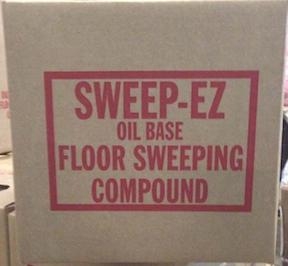 SWEEP-EZ
OIL BASE
FLOOR SWEEPING
COMPOUND